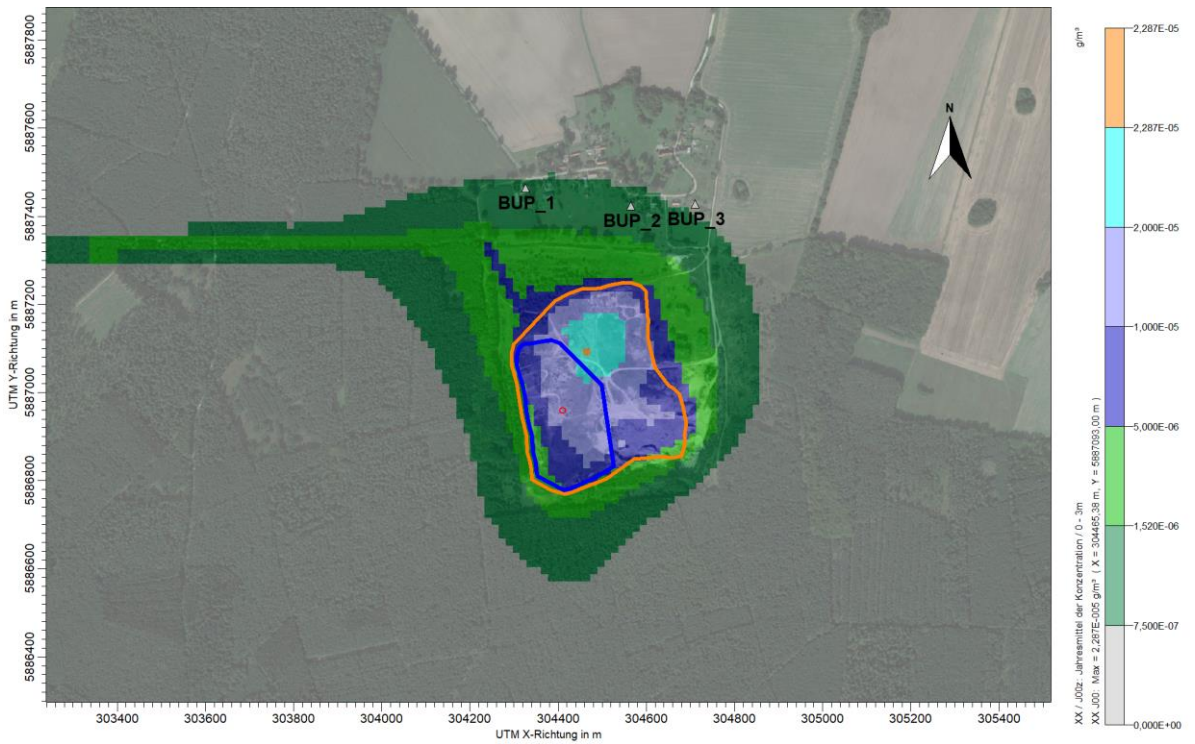 5887800
5887600
5887400
5887200
5887000
5886800
5886600
5886400
UTM Y-Richtung in m
303400
303600
303800
304000
304200
304400
304600
304800
305000
305200
305400
UTM X-Richtung in m
BUP_1
BUP_2
BUP_3
N
g/m³
2,287E-05
2,287E-05
2,000E-05
1,000E-05
5,000E-06
1,520E-06
7,500E-07
0,000E+00
XX / J00z: Jahresmittel der Konzentration / 0 - 3m
XX J00: Max = 2,287E-005 g/m³ ( X = 304465,38 m, Y = 5887093,00 m )